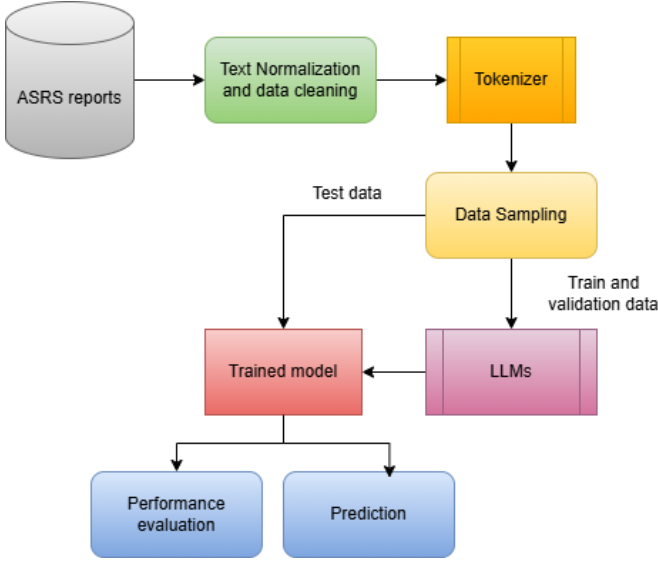 ASRS reports
Text Normalization
and data cleaning
Tokenizer
Test data
Data Sampling
Train and
validation data
Trained model
LLMs
Performance
evaluation
Prediction